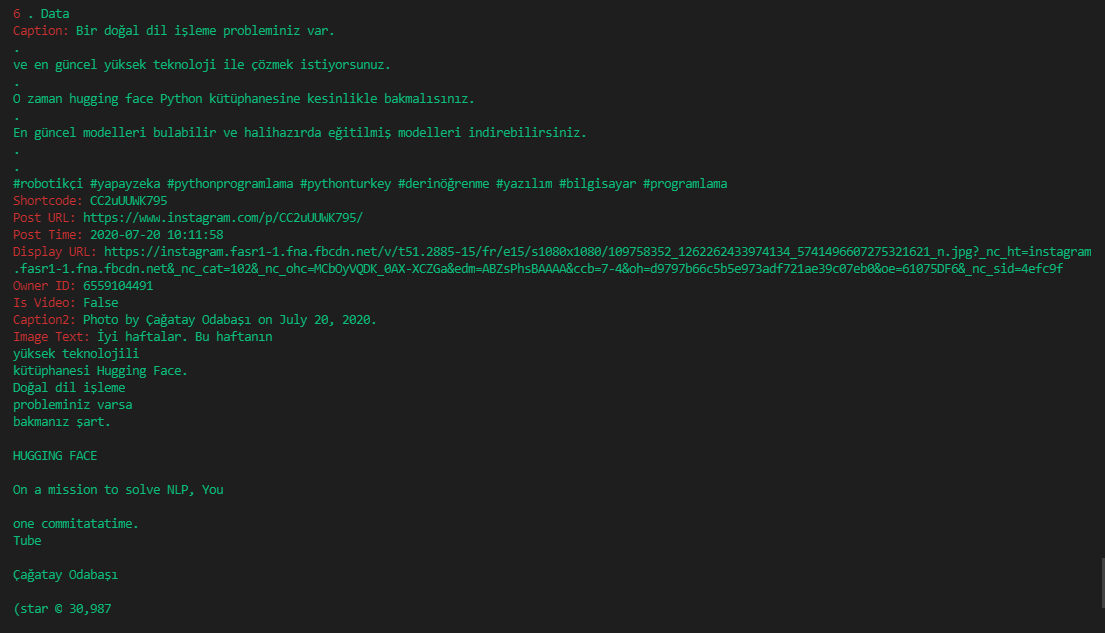 6 . Data
Caption: Bir doğal dil işleme probleminiz var.
.
ve en güncel yüksek teknoloji ile çözmek istiyorsunuz.
.
O zaman hugging face Python kütüphanesine kesinlikle bakmalısınız.
.
En güncel modelleri bulabilir ve halihazırda eğitilmiş modelleri indirebilirsiniz.
.
.
#robotikçi #yapayzeka #pythonprogramlama #pythonturkey #derinöğrenme #yazılım #bilgisayar #programlama
Shortcode: CC2uUUWK795
Post URL: https://www.instagram.com/p/CC2uUUWK795/
Post Time: 2020-07-20 10:11:58
Display URL: https://instagram.fasr1-1.fna.fbcdn.net/v/t51.2885-15/fr/e15/s1080x1080/109758352_1262262433974134_5741496607275321621_n.jpg?_nc_ht=instagram
.fasr1-1.fna.fbcdn.net&_nc_cat=102&_nc_ohc=MCbOyVQDK_0AX-XCZGa&edm=ABZsPhsBAAAA&ccb=7-4&oh=d9797b66c5b5e973adf721ae39c07eb0&oe=61075DF6&_nc_sid=4efc9f
Owner ID: 6559104491
Is Video: False
Caption2: Photo by Çağatay Odabaşı on July 20, 2020.
Image Text: İyi haftalar. Bu haftanın
yüksek teknolojili
kütüphanesi Hugging Face.
Doğal dil işleme
probleminiz varsa
bakmanız şart.
HUGGING FACE
On a mission to solve NLP, You
one commitatatime.
Tube
Çağatay Odabaşı
(star © 30,987